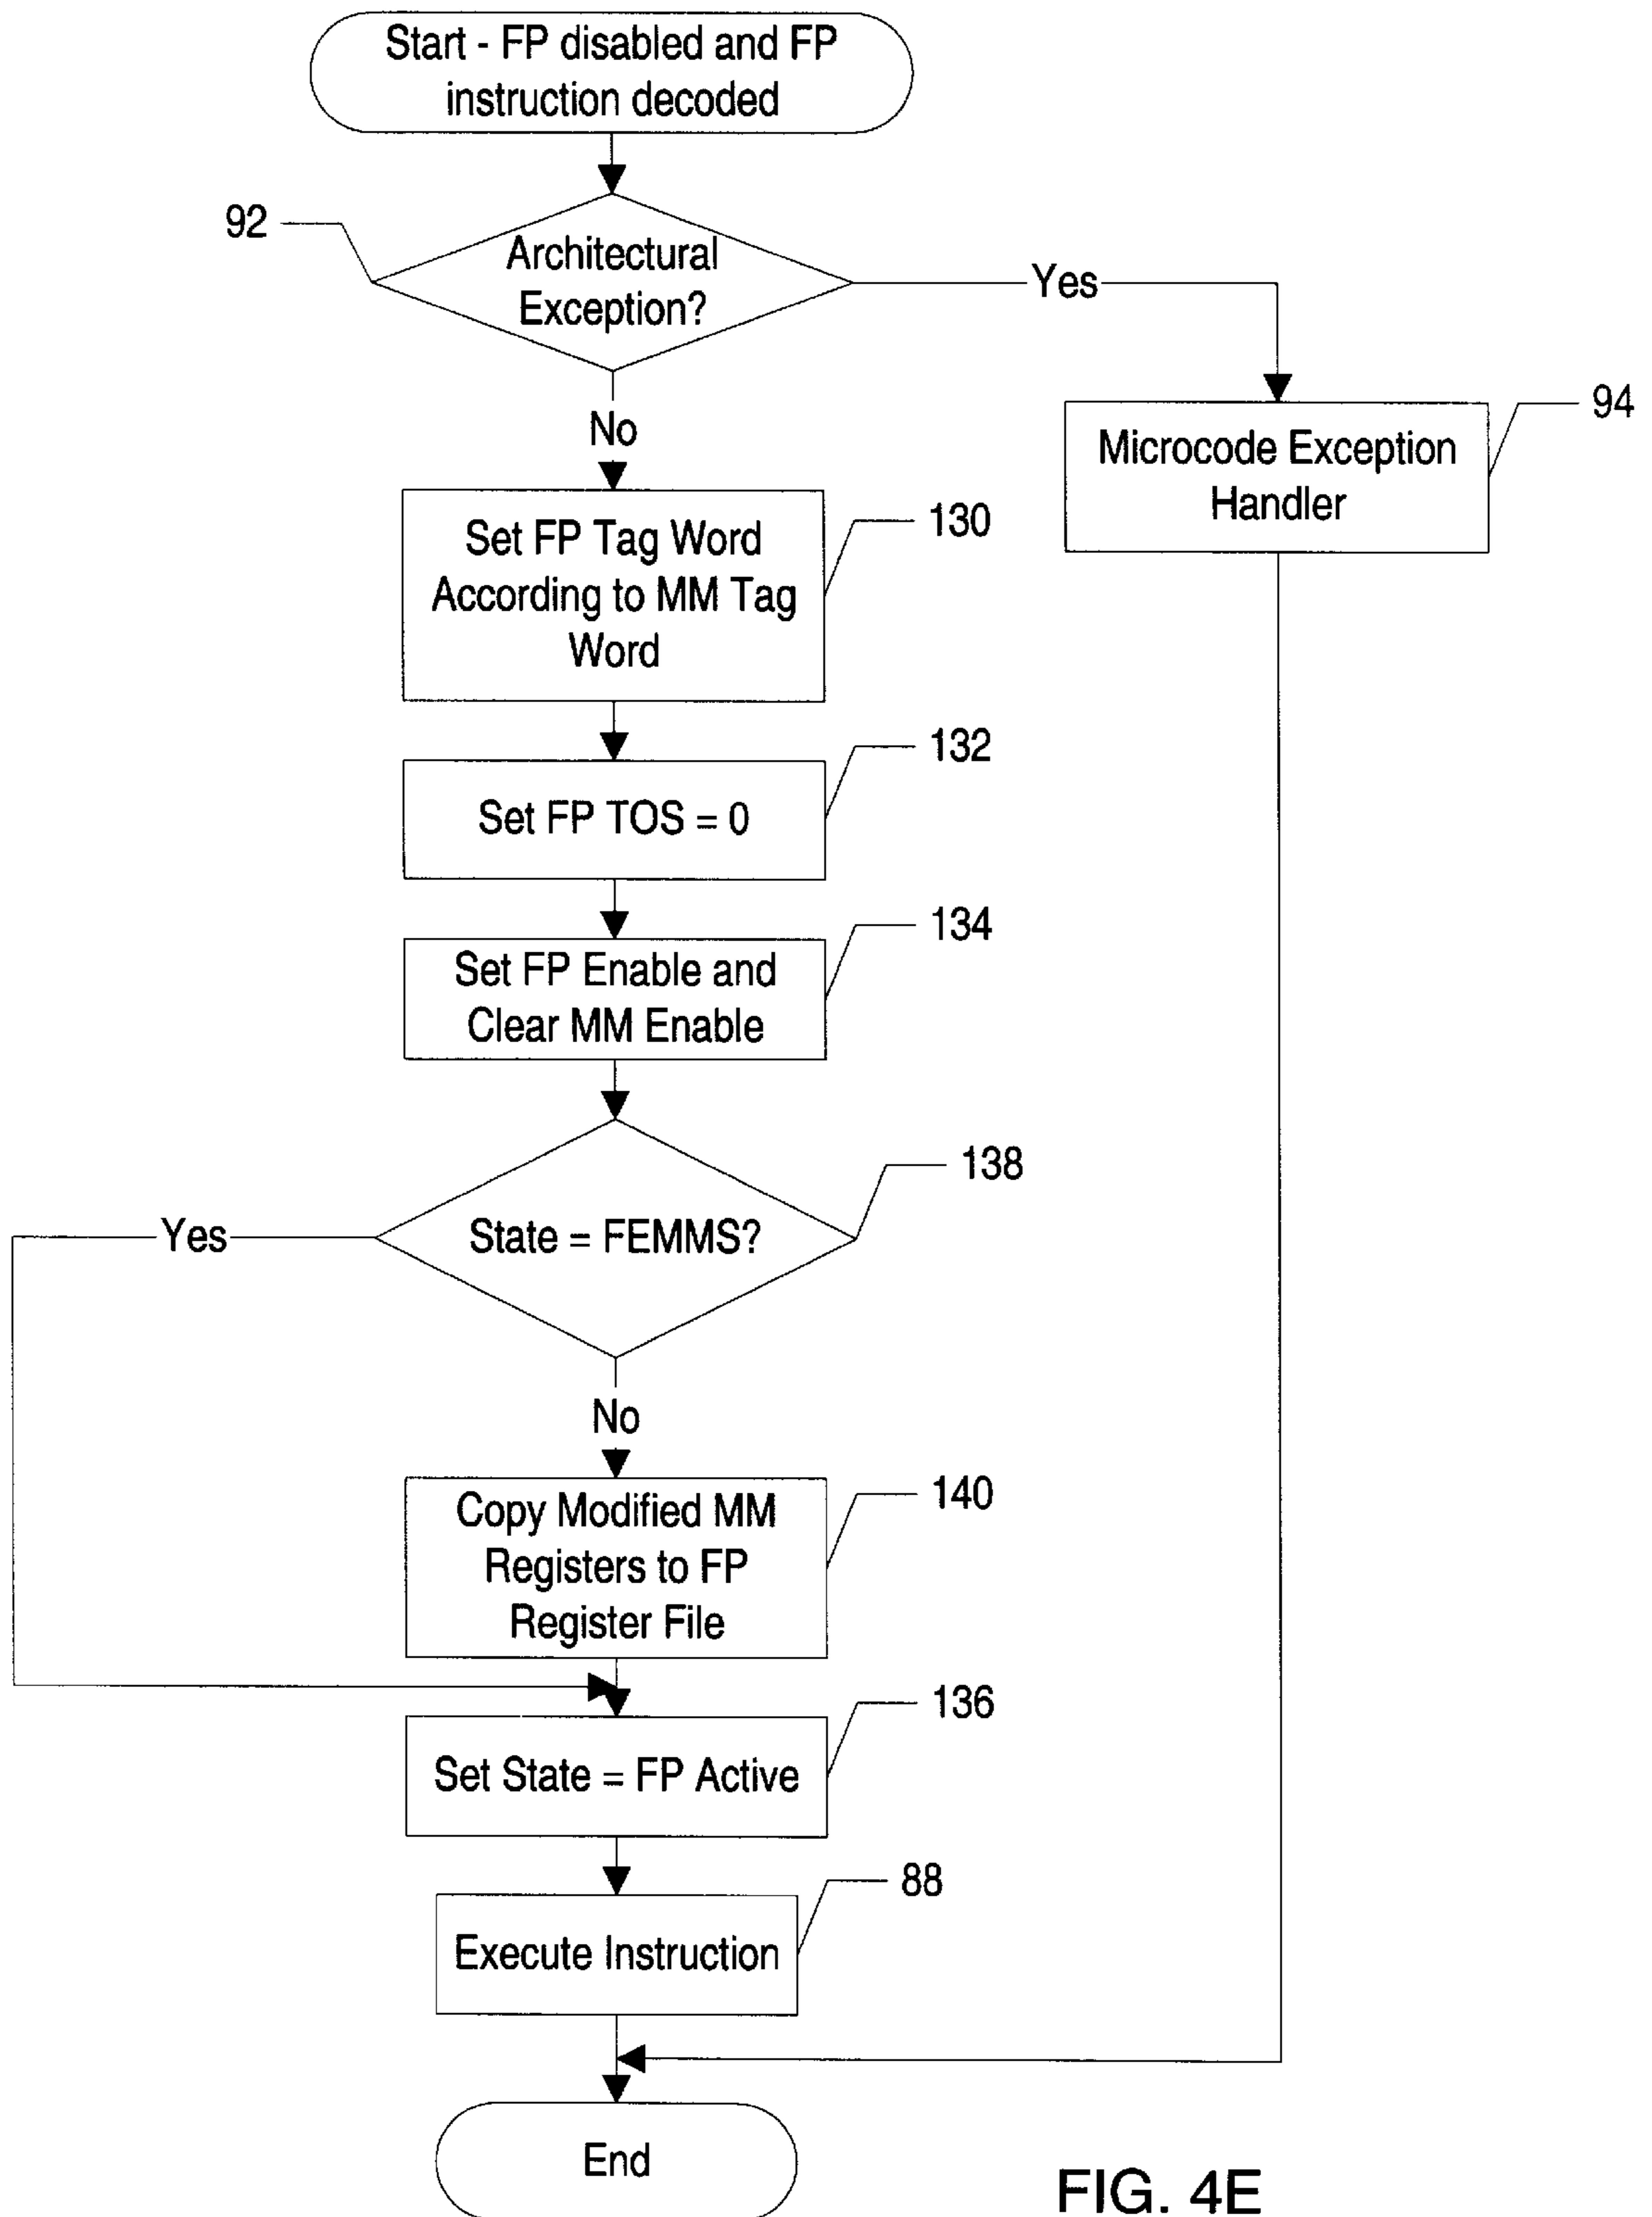 Start - FP disabled and FP
instruction decoded
92
Architectural
Exception?
Yes
No
94
Microcode Exception
Handler
130
Set FP Tag Word
According to MM Tag
Word
132
Set FP TOS = 0
134
Set FP Enable and
Clear MM Enable
138
State = FEMMS?
Yes
No
140
Copy Modified MM
Registers to FP
Register File
136
Set State = FP Active
88
Execute Instruction
End
FIG. 4E